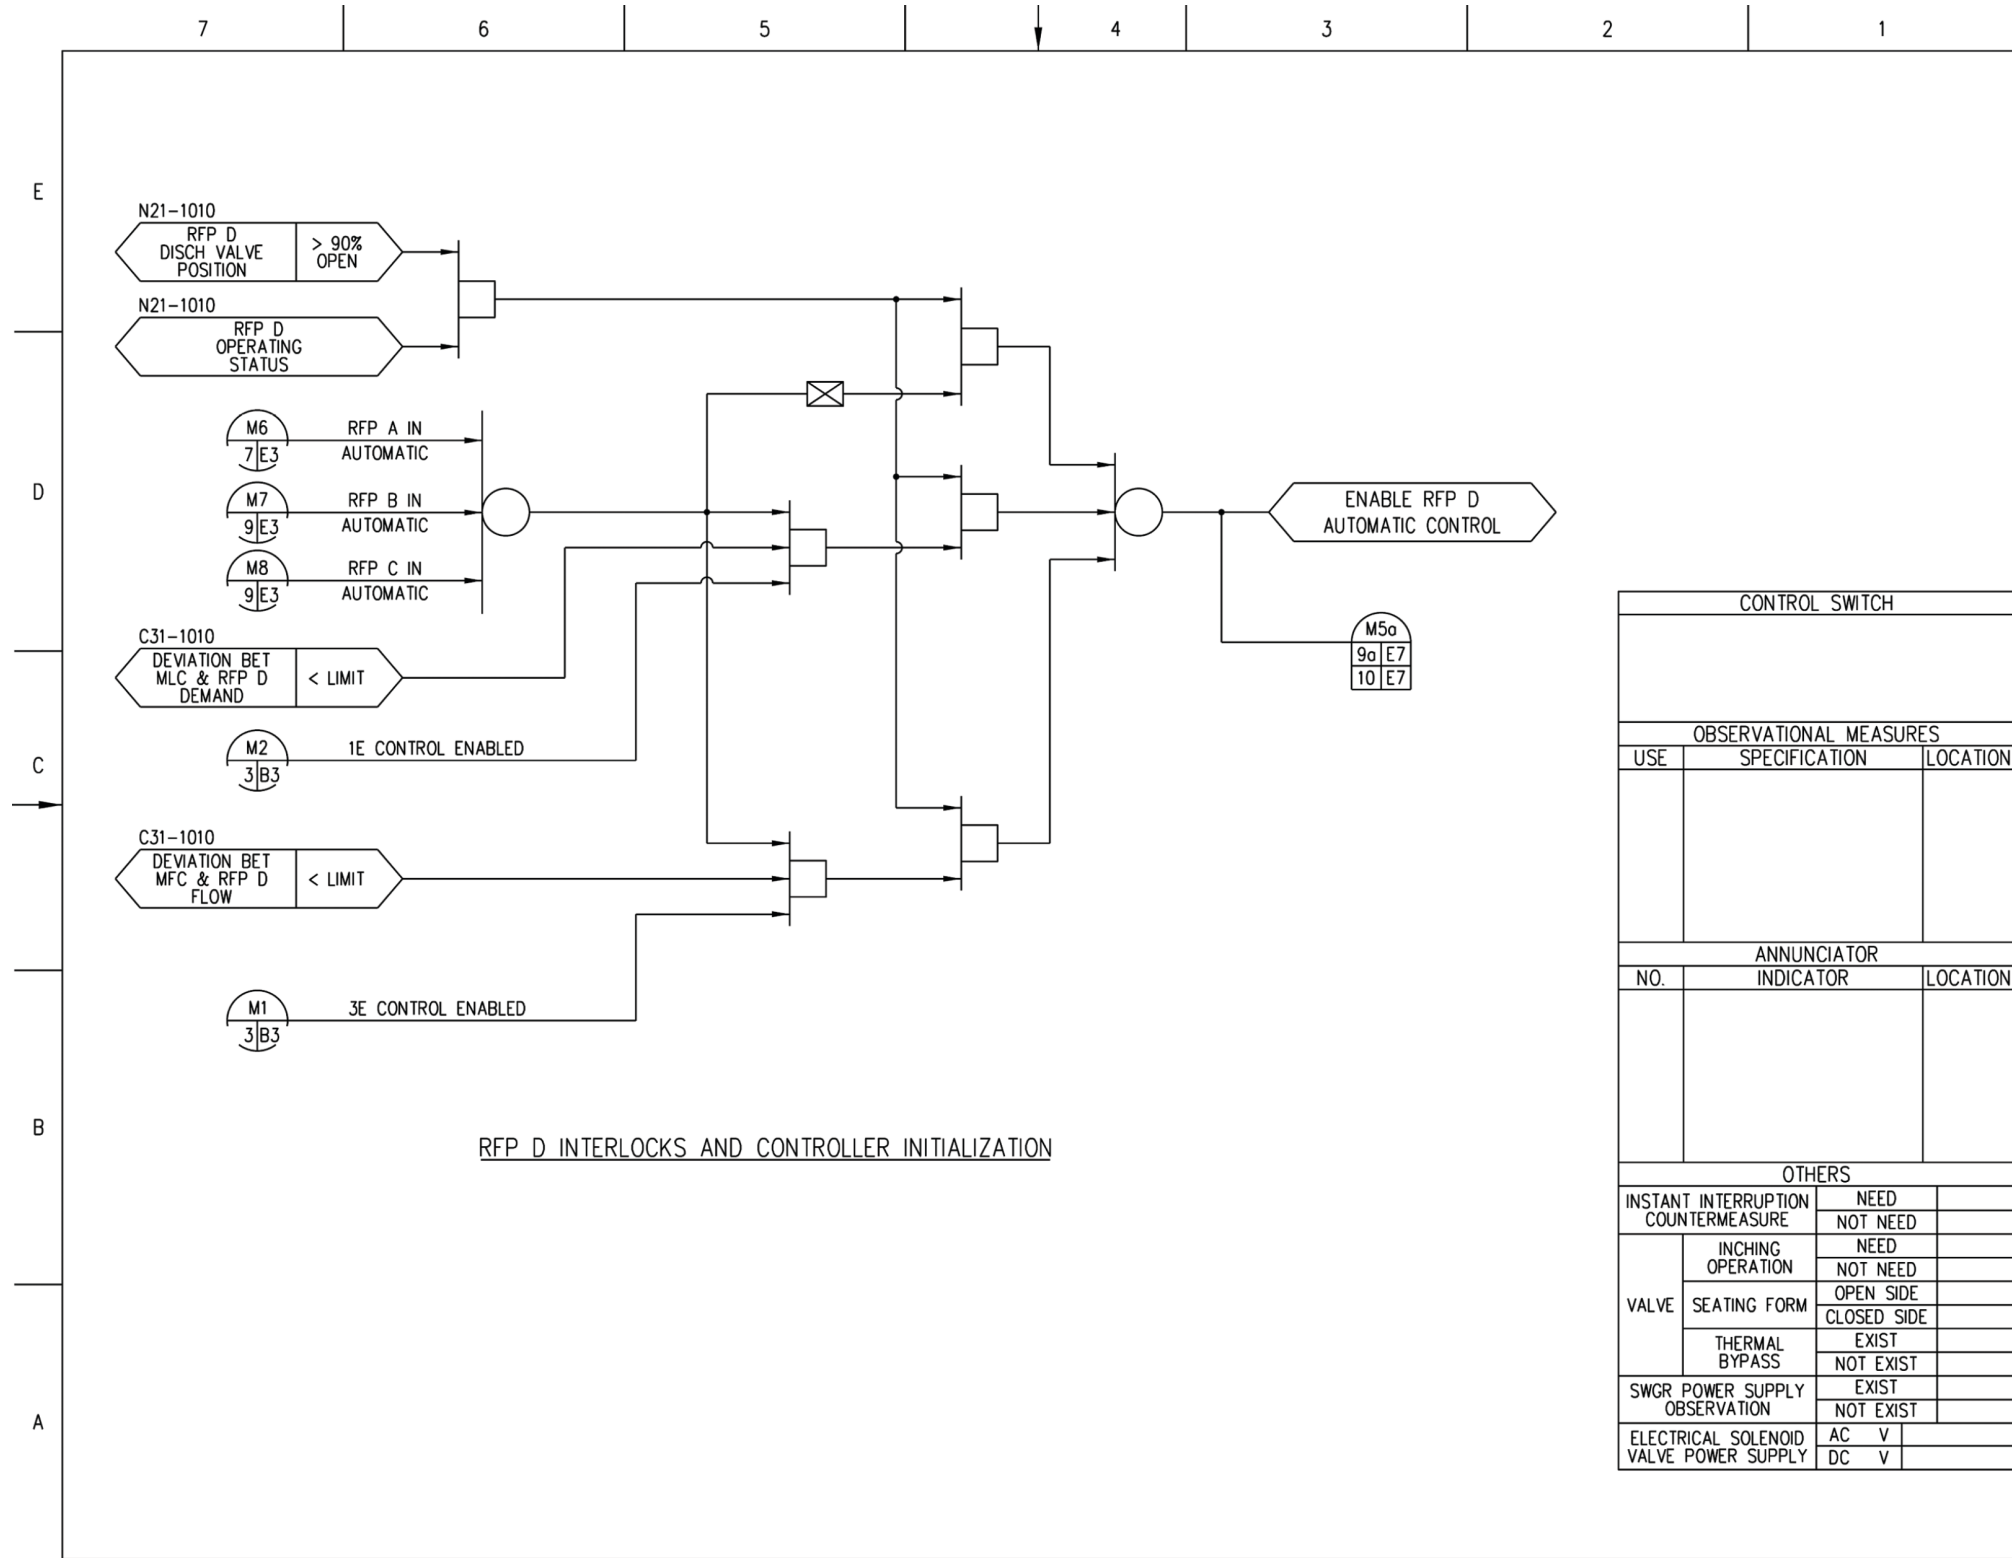 7 6 5 4 3 2 1
E
D
C
B
A
N21-1010
RFP D
DISCH VALVE
POSITION
> 90%
OPEN
N21-1010
RFP D
OPERATING
STATUS
M6
7 E3
RFP A IN
AUTOMATIC
M7
9 E3
RFP B IN
AUTOMATIC
M8
9 E3
RFP C IN
AUTOMATIC
C31-1010
DEVIATION BET
MLC & RFP D
DEMAND
< LIMIT
M2
3 B3
1E CONTROL ENABLED
C31-1010
DEVIATION BET
MFC & RFP D
FLOW
< LIMIT
M1
3 B3
3E CONTROL ENABLED
ENABLE RFP D
AUTOMATIC CONTROL
M5a
9a E7
10 E7
RFP D INTERLOCKS AND CONTROLLER INITIALIZATION
CONTROL SWITCH
OBSERVATIONAL MEASURES
USE SPECIFICATION LOCATION
ANNUNCIATOR
NO. INDICATOR LOCATION
OTHERS
INSTANT INTERRUPTION
COUNTERMEASURE
NEED
NOT NEED
VALVE
INCHING
OPERATION
NEED
NOT NEED
SEATING FORM
OPEN SIDE
CLOSED SIDE
THERMAL
BYPASS
EXIST
NOT EXIST
SWGR POWER SUPPLY
OBSERVATION
EXIST
NOT EXIST
ELECTRICAL SOLENOID
VALVE POWER SUPPLY
AC V
DC V